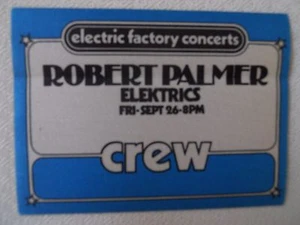 electric factory concerts
ROBERT PALMER
ELEKTRICS
FRI-SEPT 26-8PM
crew